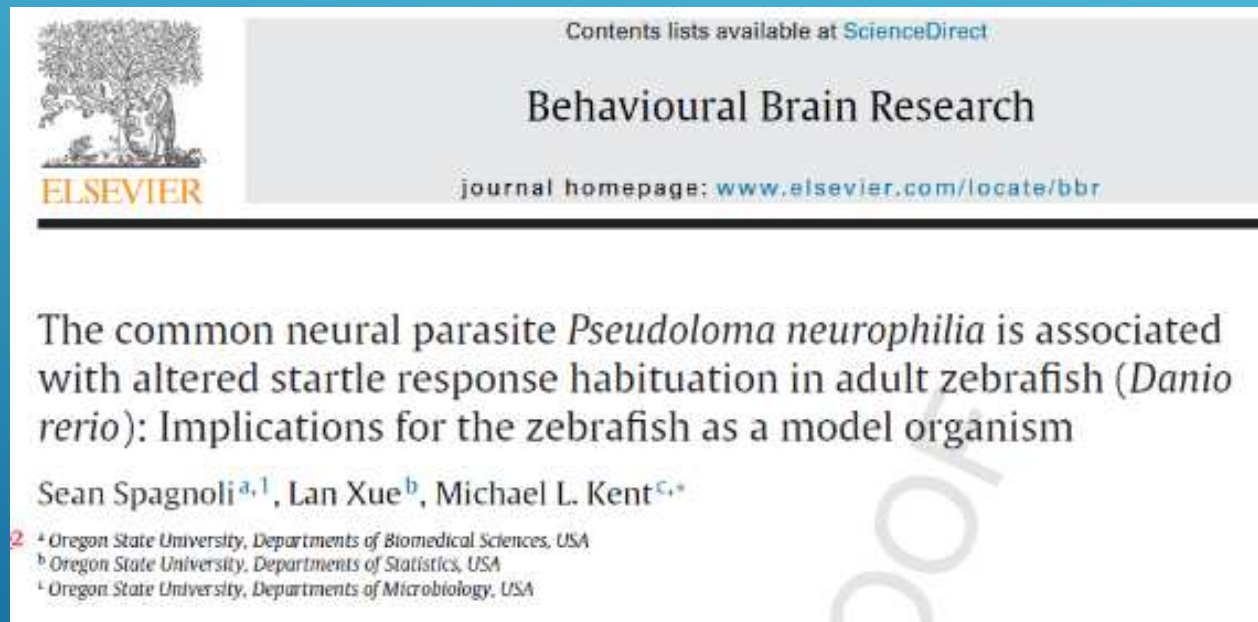 Contents lists available at ScienceDirect
Behavioural Brain Research
ELSEVIER
journal homepage: www.elsevier.com/locate/bbr
The common neural parasite Pseudoloma neurophilia is associated
with altered startle response habituation in adult zebrafish (Danio
rerio): Implications for the zebrafish as a model organism
Sean Spagnoli a,1, Lan Xue b, Michael L. Kent c,*
a Oregon State University, Departments of Biomedical Sciences, USA
b Oregon State University, Departments of Statistics, USA
c Oregon State University, Departments of Microbiology, USA